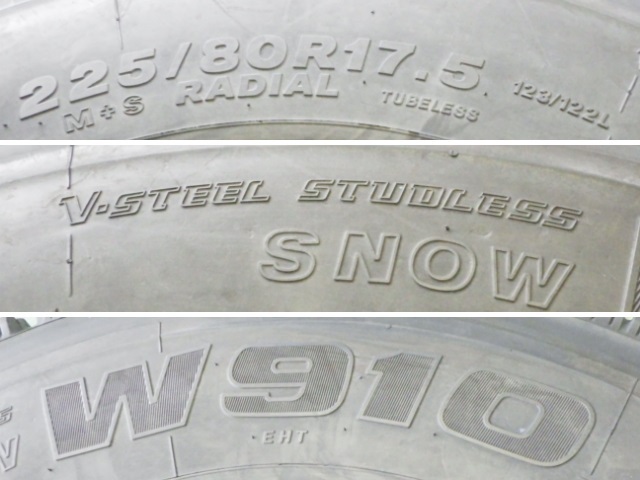 225/80R17.5 123/122L
M+S RADIAL TUBELESS
V-STEEL STUDLESS
SNOW
W910
EHT